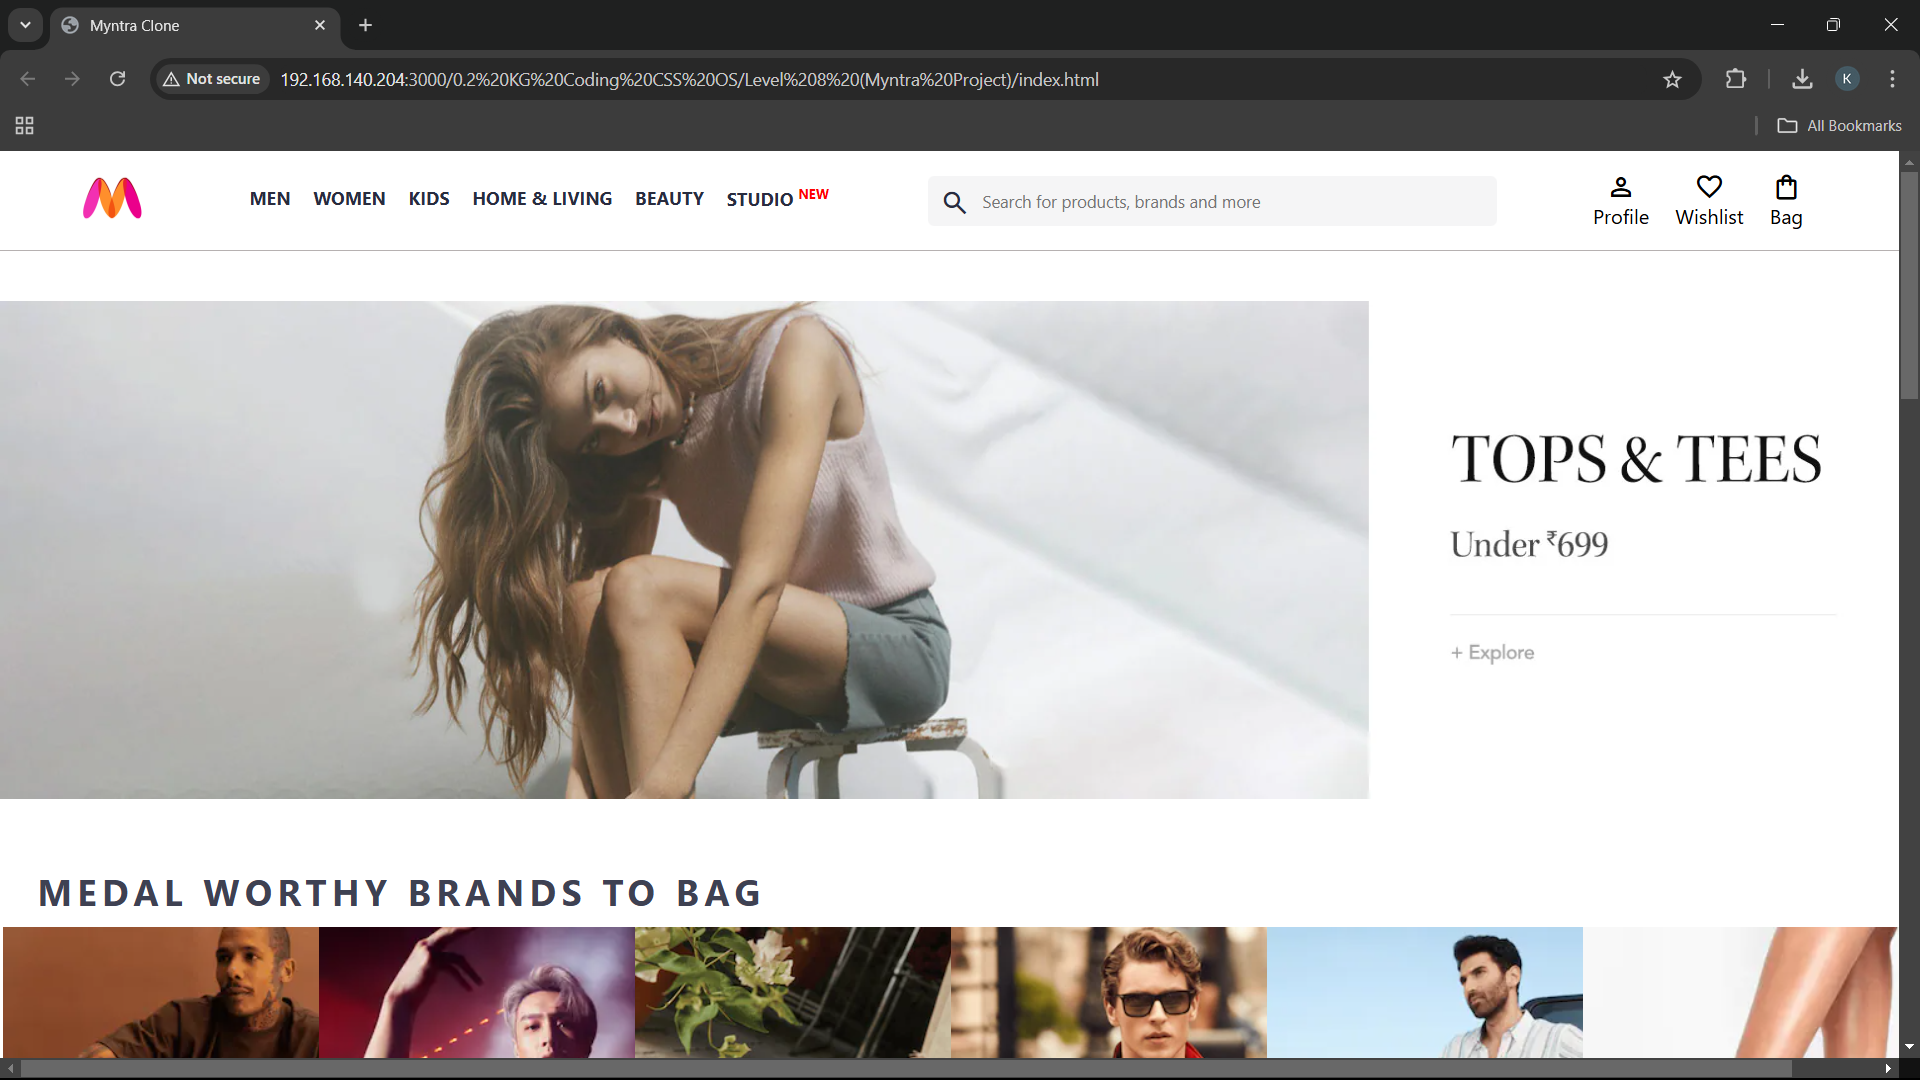 Myntra Clone
Not secure
192.168.140.204:3000/0.2%20KG%20Coding%20CSS%20OS/Level%208%20(Myntra%20Project)/index.html
K
All Bookmarks
MEN
WOMEN
KIDS
HOME & LIVING
BEAUTY
STUDIO NEW
Search for products, brands and more
Profile
Wishlist
Bag
TOPS & TEES
Under ₹699
+ Explore
MEDAL WORTHY BRANDS TO BAG